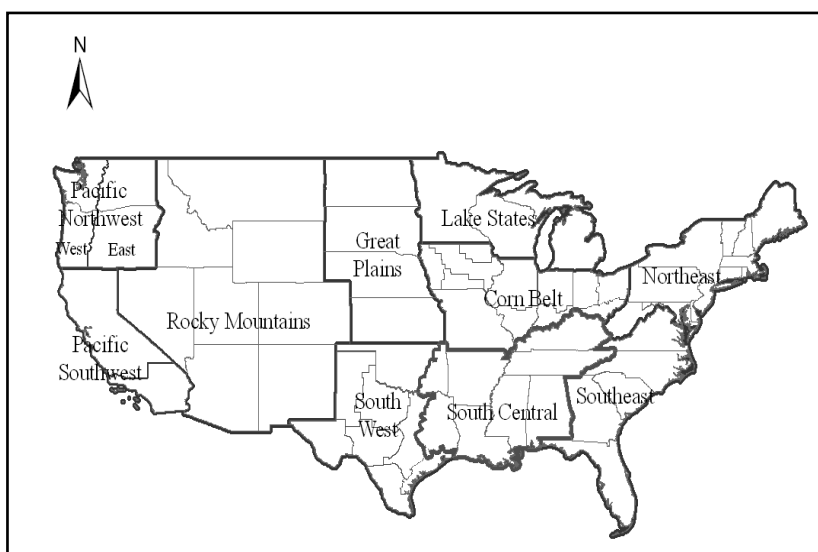 N
Pacific
Northwest
West East
Lake States
Great
Plains
Northeast
Corn Belt
Rocky Mountains
Pacific
Southwest
South
West
South Central
Southeast